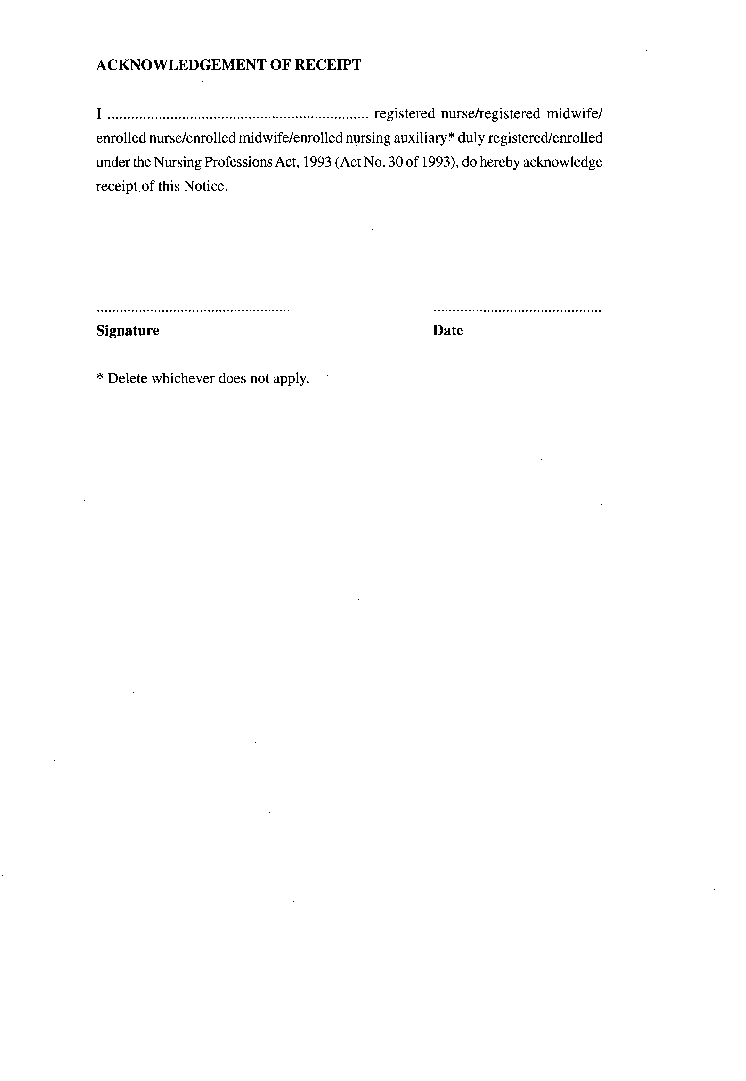 ACKNOWLEDGEMENT OF RECEIPT
I .................................................................. registered nurse/registered midwife/
enrolled nurse/enrolled midwife/enrolled nursing auxiliary* duly registered/enrolled
under the Nursing Professions Act, 1993 (Act No. 30 of 1993), do hereby acknowledge
receipt of this Notice.
................................................. ...........................................
Signature Date
* Delete whichever does not apply.